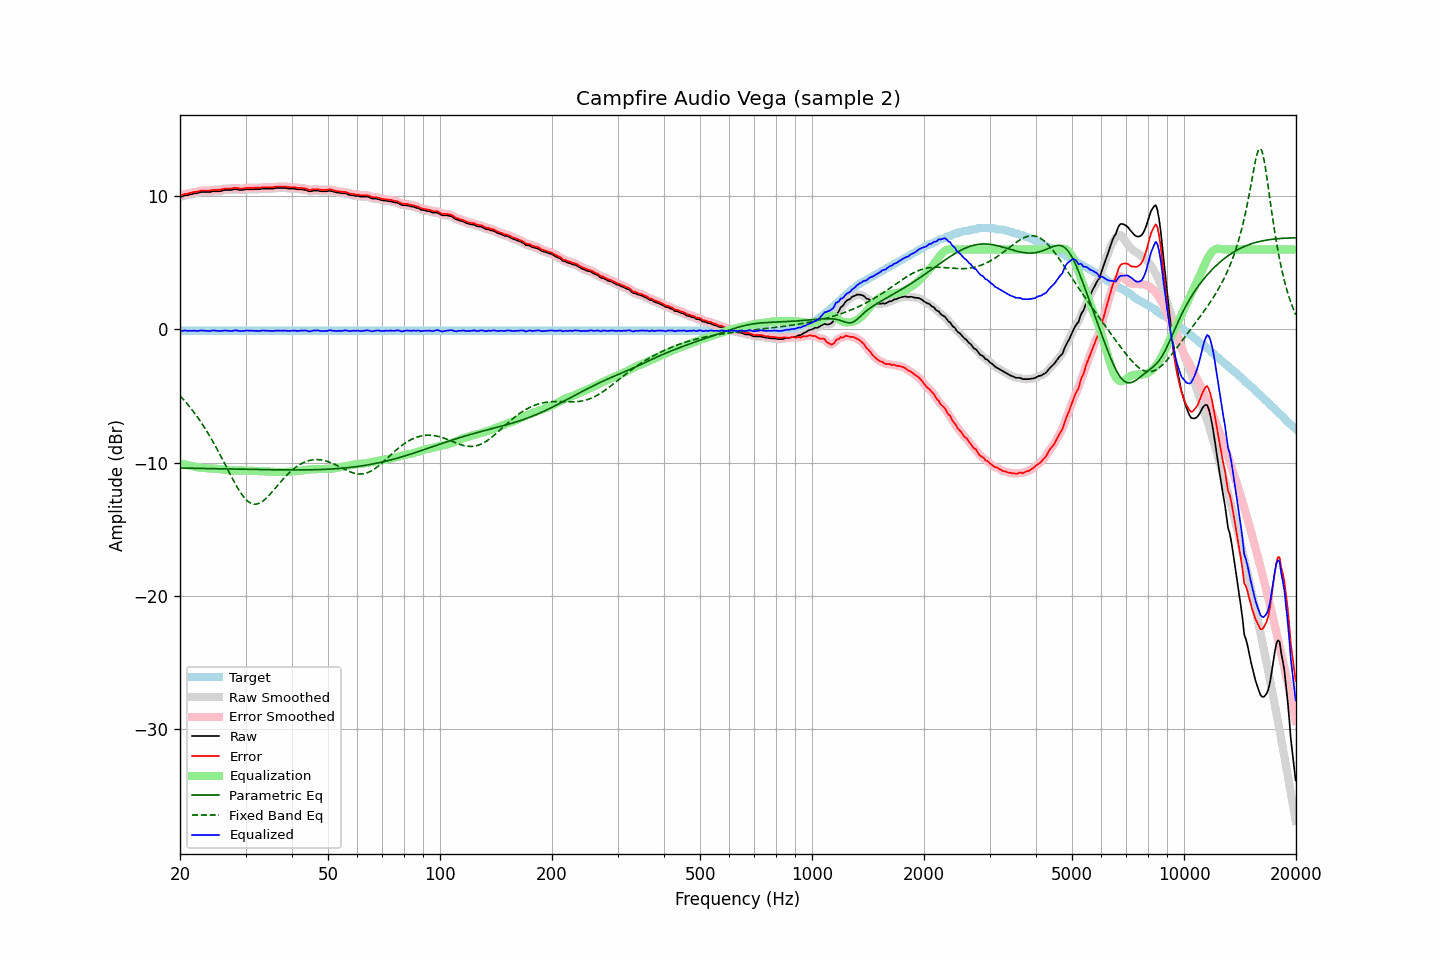 Campfire Audio Vega (sample 2)
Amplitude (dBr)
10
0
−10
−20
−30
Target
Raw Smoothed
Error Smoothed
Raw
Error
Equalization
Parametric Eq
Fixed Band Eq
Equalized
20 50 100 200 500 1000 2000 5000 10000 20000
Frequency (Hz)